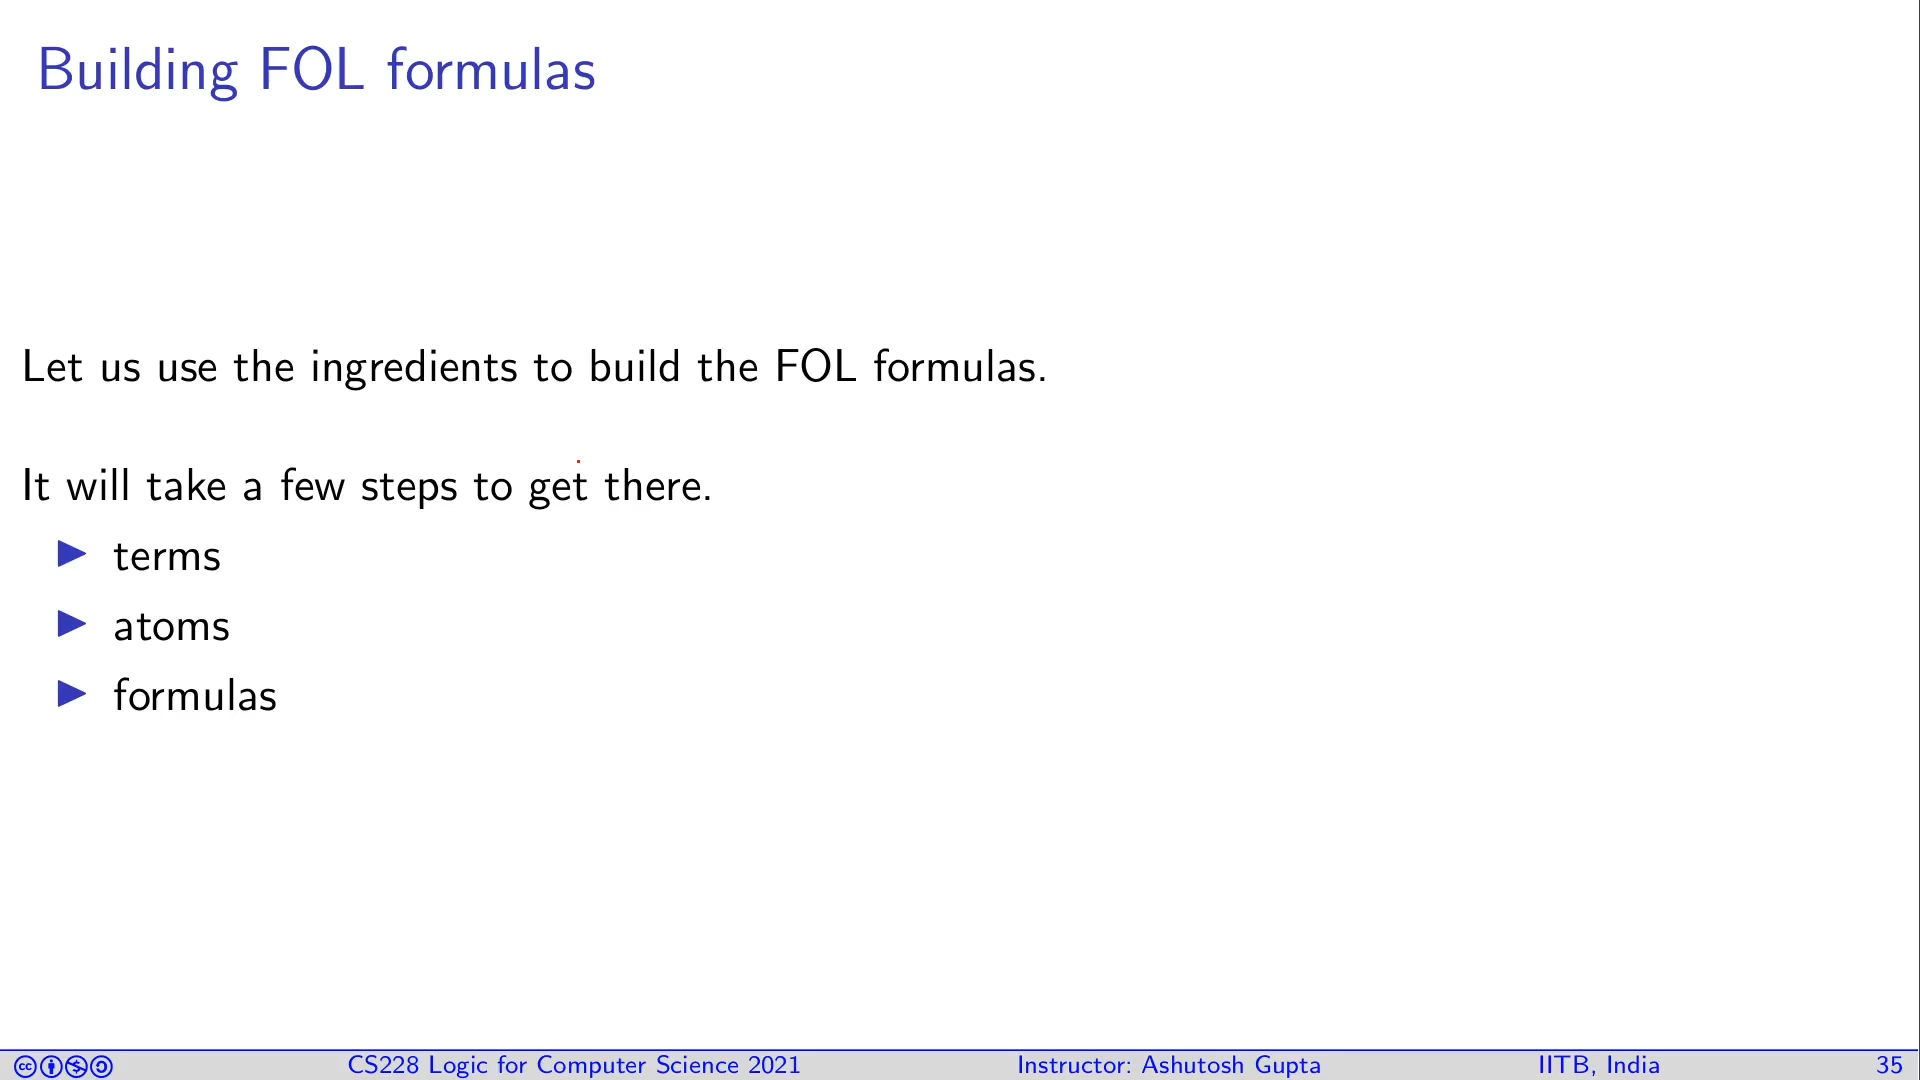 Building FOL formulas
Let us use the ingredients to build the FOL formulas.
It will take a few steps to get there.
▶ terms
▶ atoms
▶ formulas
CS228 Logic for Computer Science 2021 Instructor: Ashutosh Gupta IITB, India 35